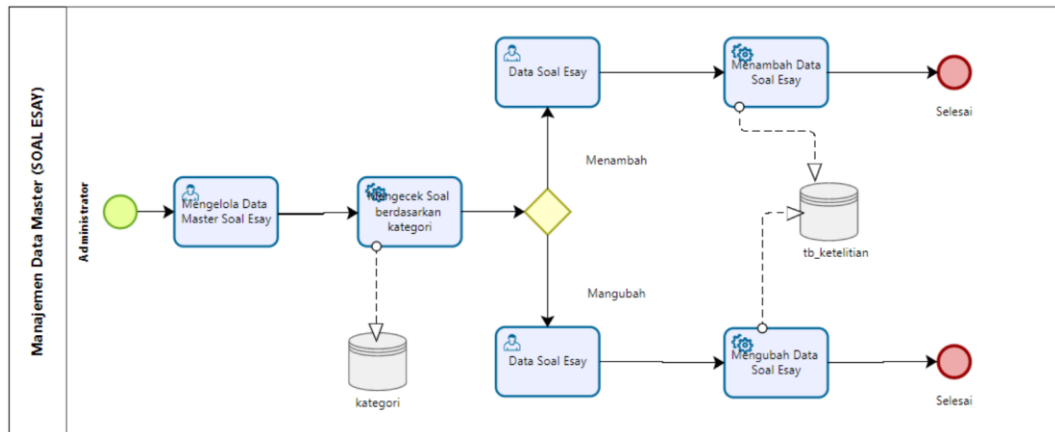 Manajemen Data Master (SOAL ESAY)
Administrator
Mengelola Data
Master Soal Esay
Mengecek Soal
berdasarkan
kategori
kategori
Data Soal Esay
Menambah Data
Soal Esay
Selesai
Menambah
tb_ketelitian
Mangubah
Data Soal Esay
Mengubah Data
Soal Esay
Selesai